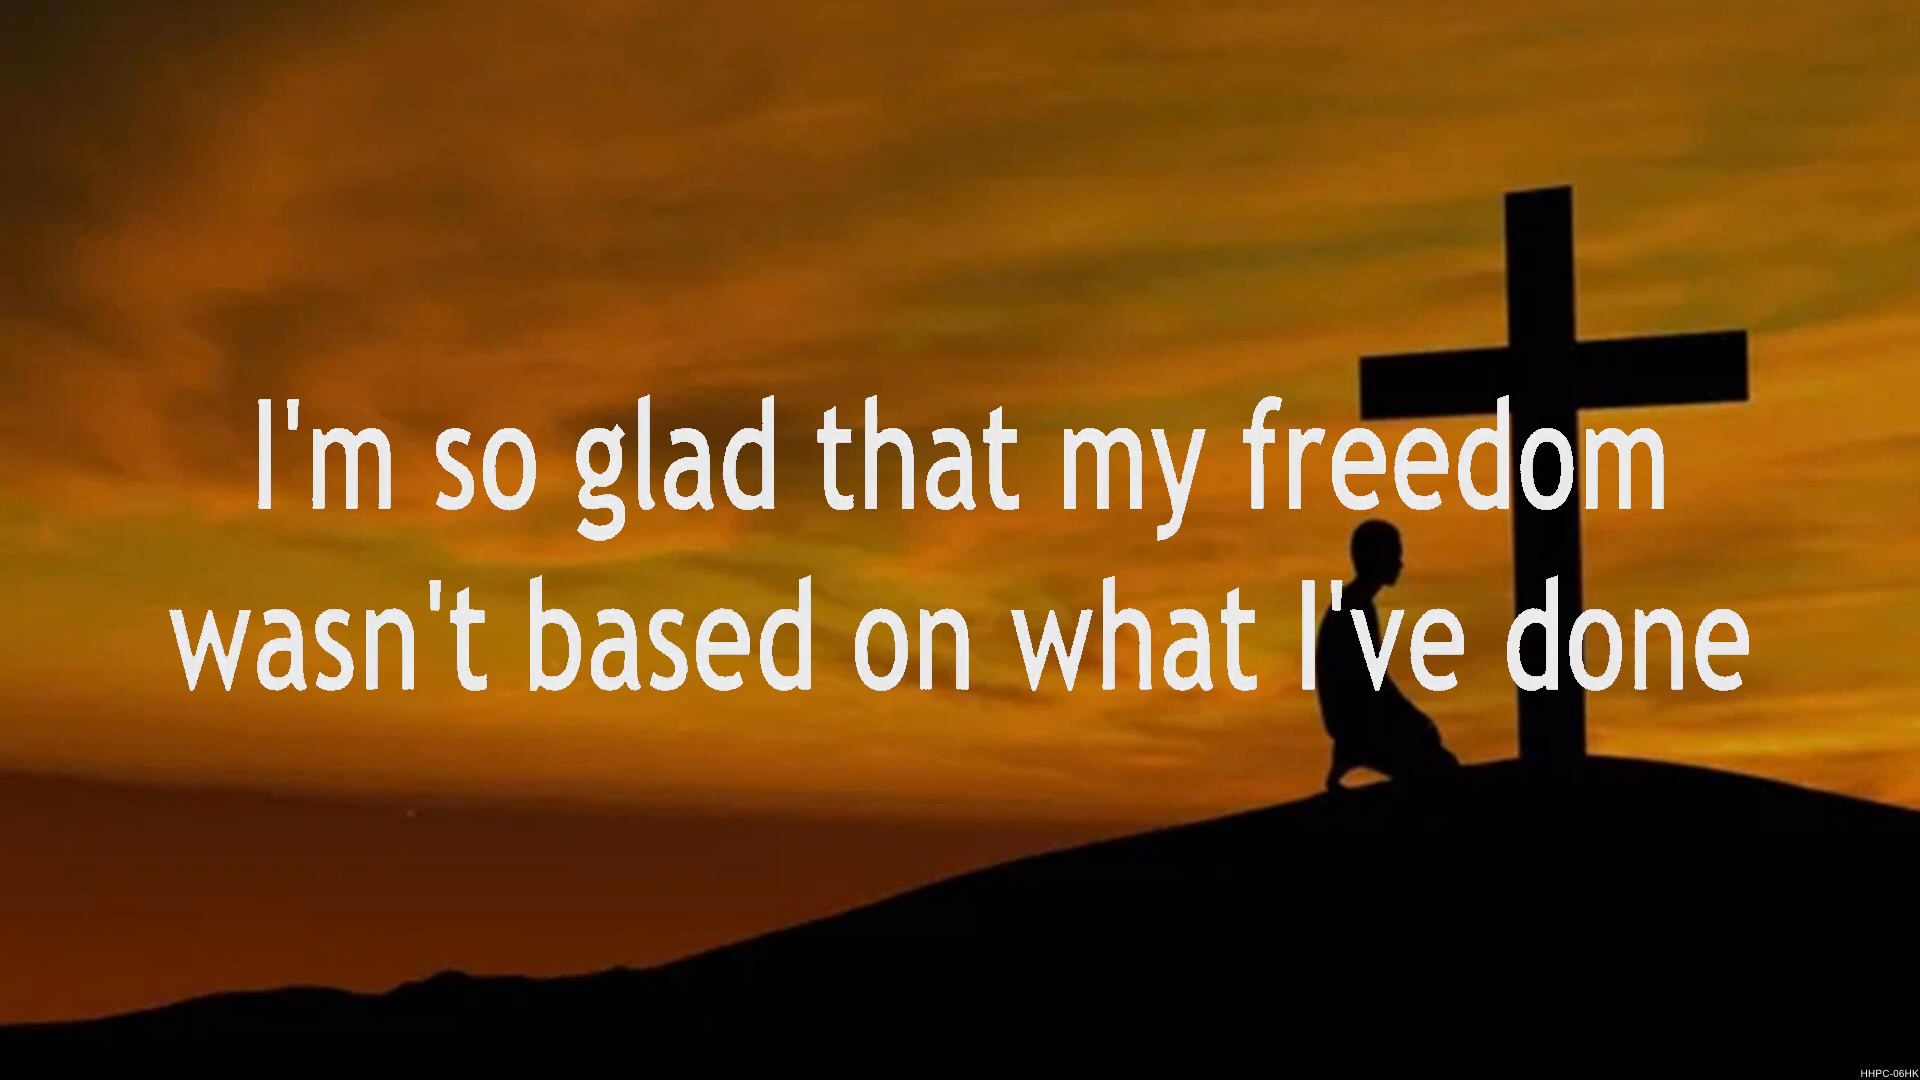 I'm so glad that my freedom
wasn't based on what I've done
HHPC-06HK